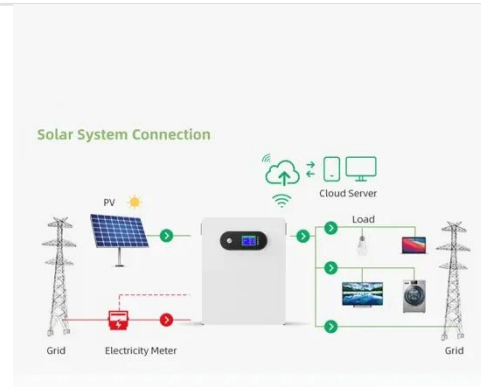 Solar System Connection
Cloud Server
PV
Load
Grid
Electricity Meter
Grid